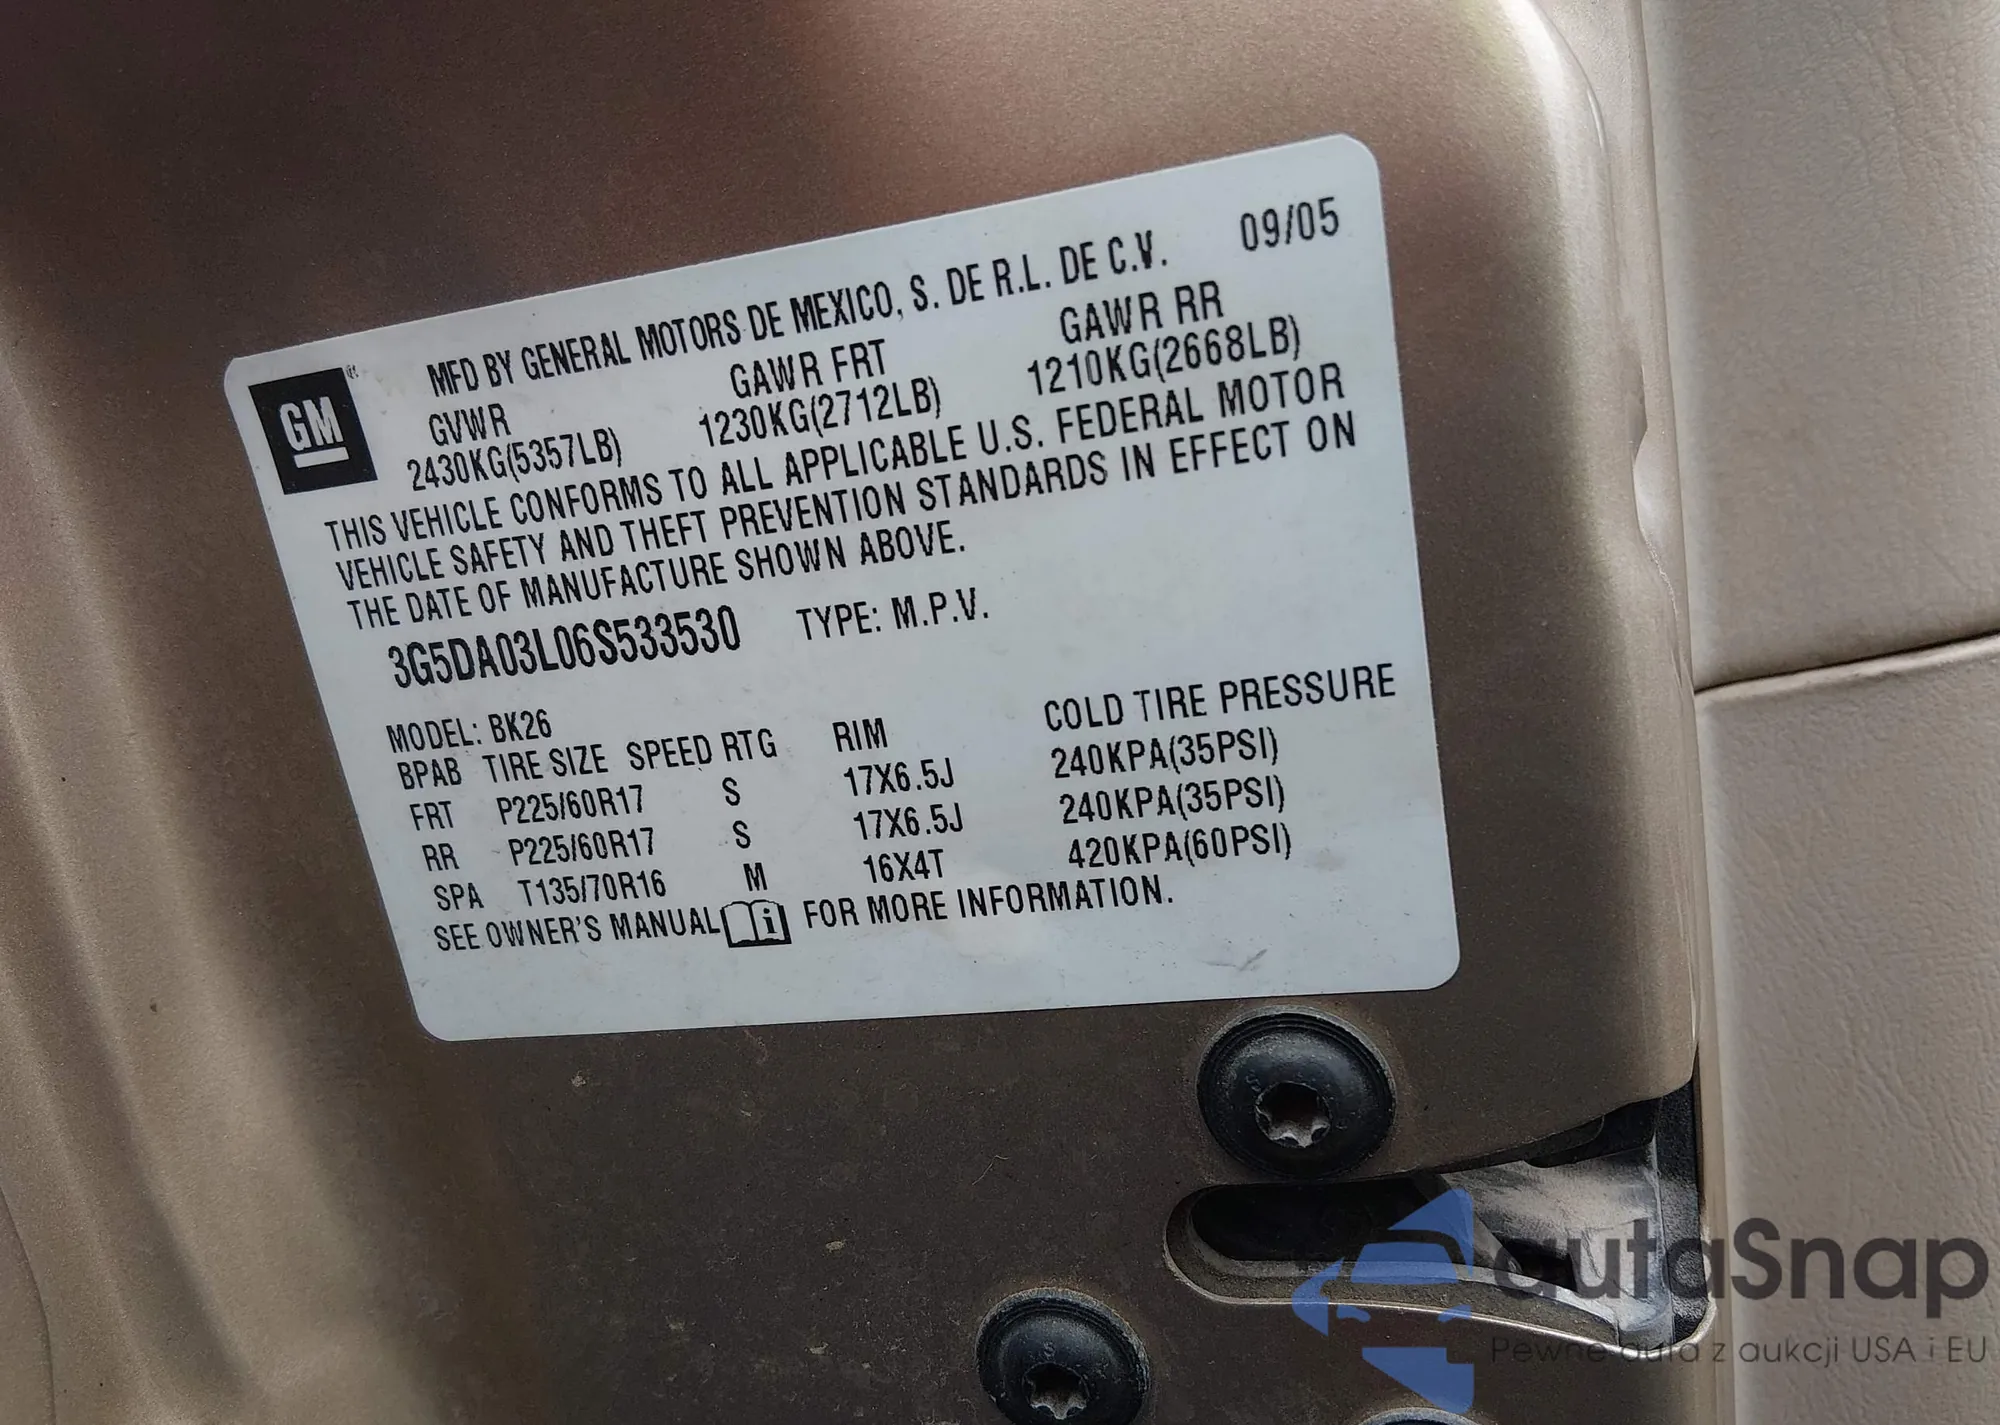 MFD BY GENERAL MOTORS DE MEXICO, S. DE R.L. DE C.V. 09/05
GM
GVWR GAWR FRT GAWR RR
2430KG(5357LB) 1230KG(2712LB) 1210KG(2668LB)
THIS VEHICLE CONFORMS TO ALL APPLICABLE U.S. FEDERAL MOTOR
VEHICLE SAFETY AND THEFT PREVENTION STANDARDS IN EFFECT ON
THE DATE OF MANUFACTURE SHOWN ABOVE.
3G5DA03L06S533530 TYPE: M.P.V.
MODEL: BK26
BPAB TIRE SIZE SPEED RTG RIM COLD TIRE PRESSURE
FRT P225/60R17 S 17X6.5J 240KPA(35PSI)
RR P225/60R17 S 17X6.5J 240KPA(35PSI)
SPA T135/70R16 M 16X4T 420KPA(60PSI)
SEE OWNER'S MANUAL i FOR MORE INFORMATION.
autaSnap
Pewne auta z aukcji USA i EU